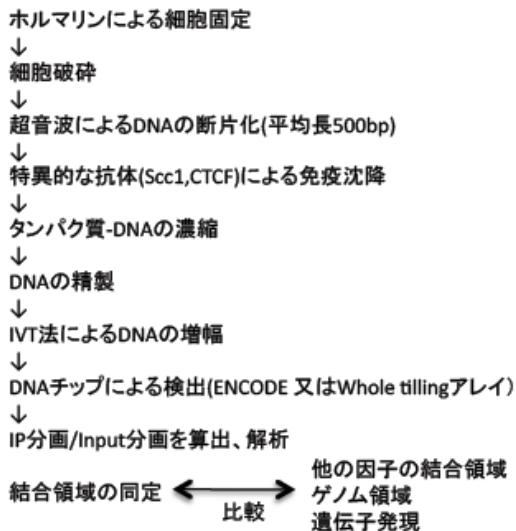 ホルマリンによる細胞固定
↓
細胞破砕
↓
超音波によるDNAの断片化(平均長500bp)
↓
特異的な抗体(Scc1,CTCF)による免疫沈降
↓
タンパク質-DNAの濃縮
↓
DNAの精製
↓
IVT法によるDNAの増幅
↓
DNAチップによる検出(ENCODE 又はWhole tillingアレイ)
↓
IP分画/Input分画を算出、解析
結合領域の同定
比較
他の因子の結合領域
ゲノム領域
遺伝子発現